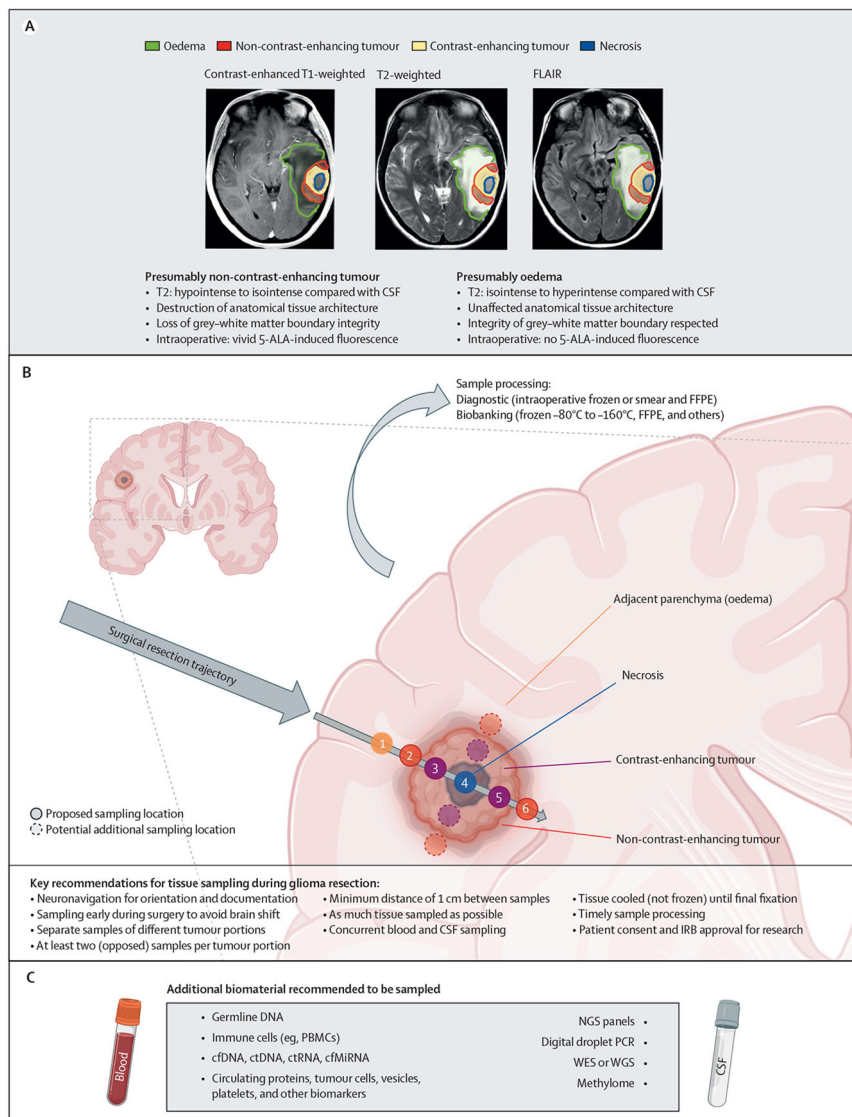 A
Oedema
Non-contrast-enhancing tumour
Contrast-enhancing tumour
Necrosis
Contrast-enhanced T1-weighted
T2-weighted
FLAIR
Presumably non-contrast-enhancing tumour
• T2: hypointense to isointense compared with CSF
• Destruction of anatomical tissue architecture
• Loss of grey–white matter boundary integrity
• Intraoperative: vivid 5-ALA-induced fluorescence
Presumably oedema
• T2: isointense to hyperintense compared with CSF
• Unaffected anatomical tissue architecture
• Integrity of grey–white matter boundary respected
• Intraoperative: no 5-ALA-induced fluorescence
B
Sample processing:
Diagnostic (intraoperative frozen or smear and FFPE)
Biobanking (frozen –80°C to –160°C, FFPE, and others)
Surgical resection trajectory
Adjacent parenchyma (oedema)
Necrosis
Contrast-enhancing tumour
Non-contrast-enhancing tumour
1
2
3
4
5
6
Proposed sampling location
Potential additional sampling location
Key recommendations for tissue sampling during glioma resection:
• Neuronavigation for orientation and documentation
• Sampling early during surgery to avoid brain shift
• Separate samples of different tumour portions
• At least two (opposed) samples per tumour portion
• Minimum distance of 1 cm between samples
• As much tissue sampled as possible
• Concurrent blood and CSF sampling
• Tissue cooled (not frozen) until final fixation
• Timely sample processing
• Patient consent and IRB approval for research
C
Additional biomaterial recommended to be sampled
Blood
• Germline DNA
• Immune cells (eg, PBMCs)
• cfDNA, ctDNA, ctRNA, cfMiRNA
• Circulating proteins, tumour cells, vesicles,
platelets, and other biomarkers
NGS panels •
Digital droplet PCR •
WES or WGS •
Methylome •
CSF